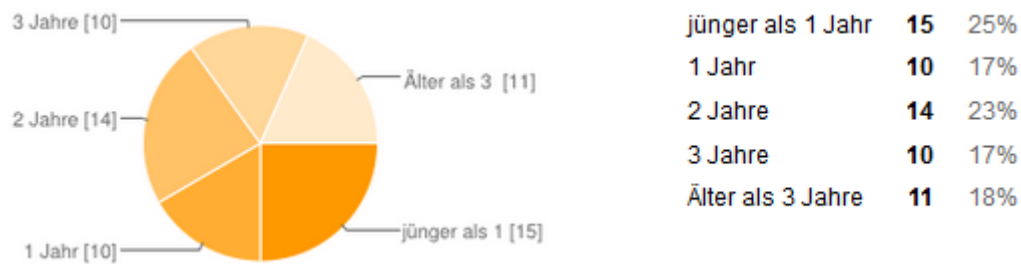 3 Jahre [10]
Älter als 3 [11]
2 Jahre [14]
jünger als 1 [15]
1 Jahr [10]
jünger als 1 Jahr 15 25%
1 Jahr 10 17%
2 Jahre 14 23%
3 Jahre 10 17%
Älter als 3 Jahre 11 18%